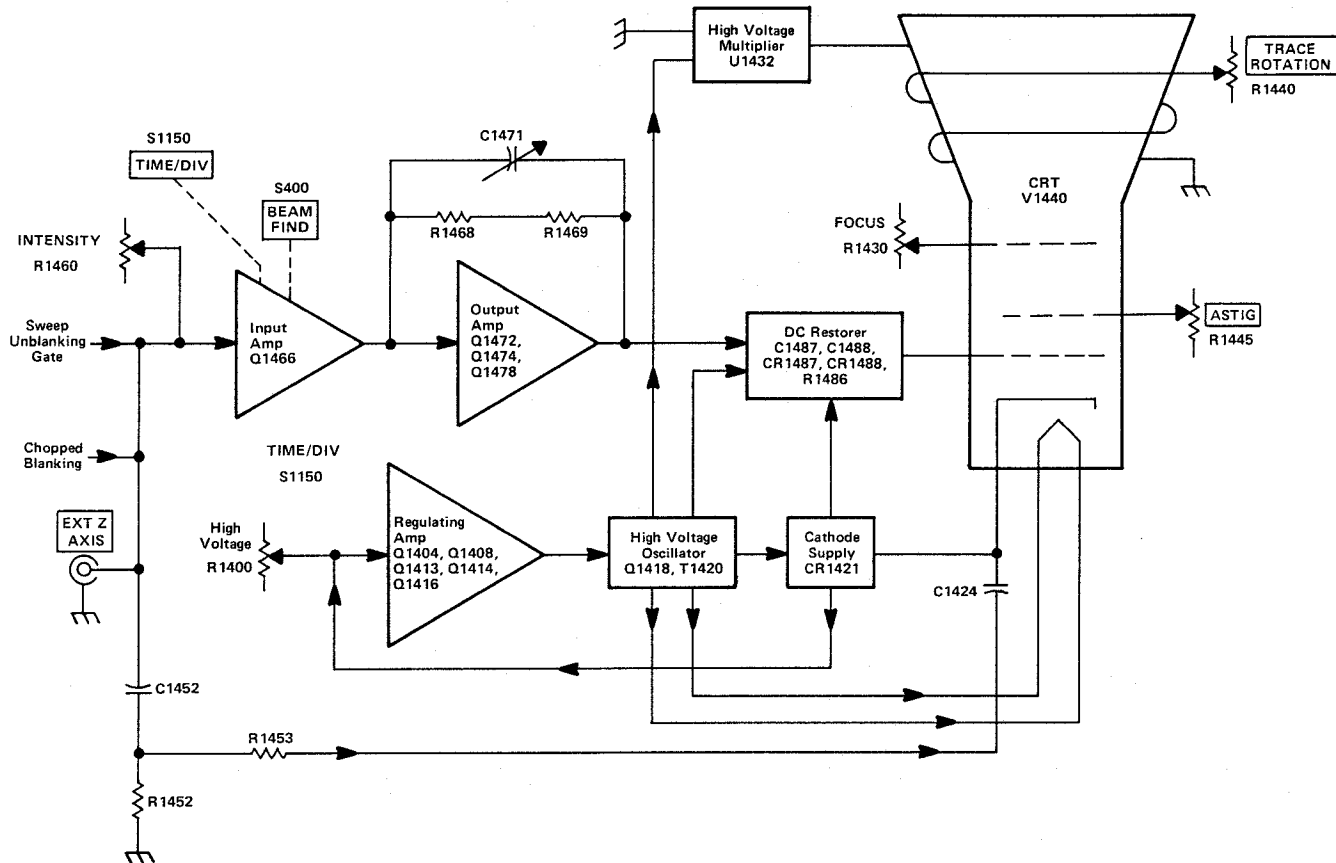 High Voltage
Multiplier
U1432
TRACE
ROTATION
R1440
S1150
TIME/DIV
C1471
S400
BEAM
FIND
R1468
R1469
CRT
V1440
INTENSITY
R1460
FOCUS
R1430
Sweep
Unblanking
Gate
Input
Amp
Q1466
Output
Amp
Q1472,
Q1474,
Q1478
DC Restorer
C1487, C1488,
CR1487, CR1488,
R1486
ASTIG
R1445
Chopped
Blanking
TIME/DIV
S1150
EXT Z
AXIS
High
Voltage
R1400
Regulating
Amp
Q1404, Q1408,
Q1413, Q1414,
Q1416
High Voltage
Oscillator
Q1418, T1420
Cathode
Supply
CR1421
C1424
C1452
R1453
R1452